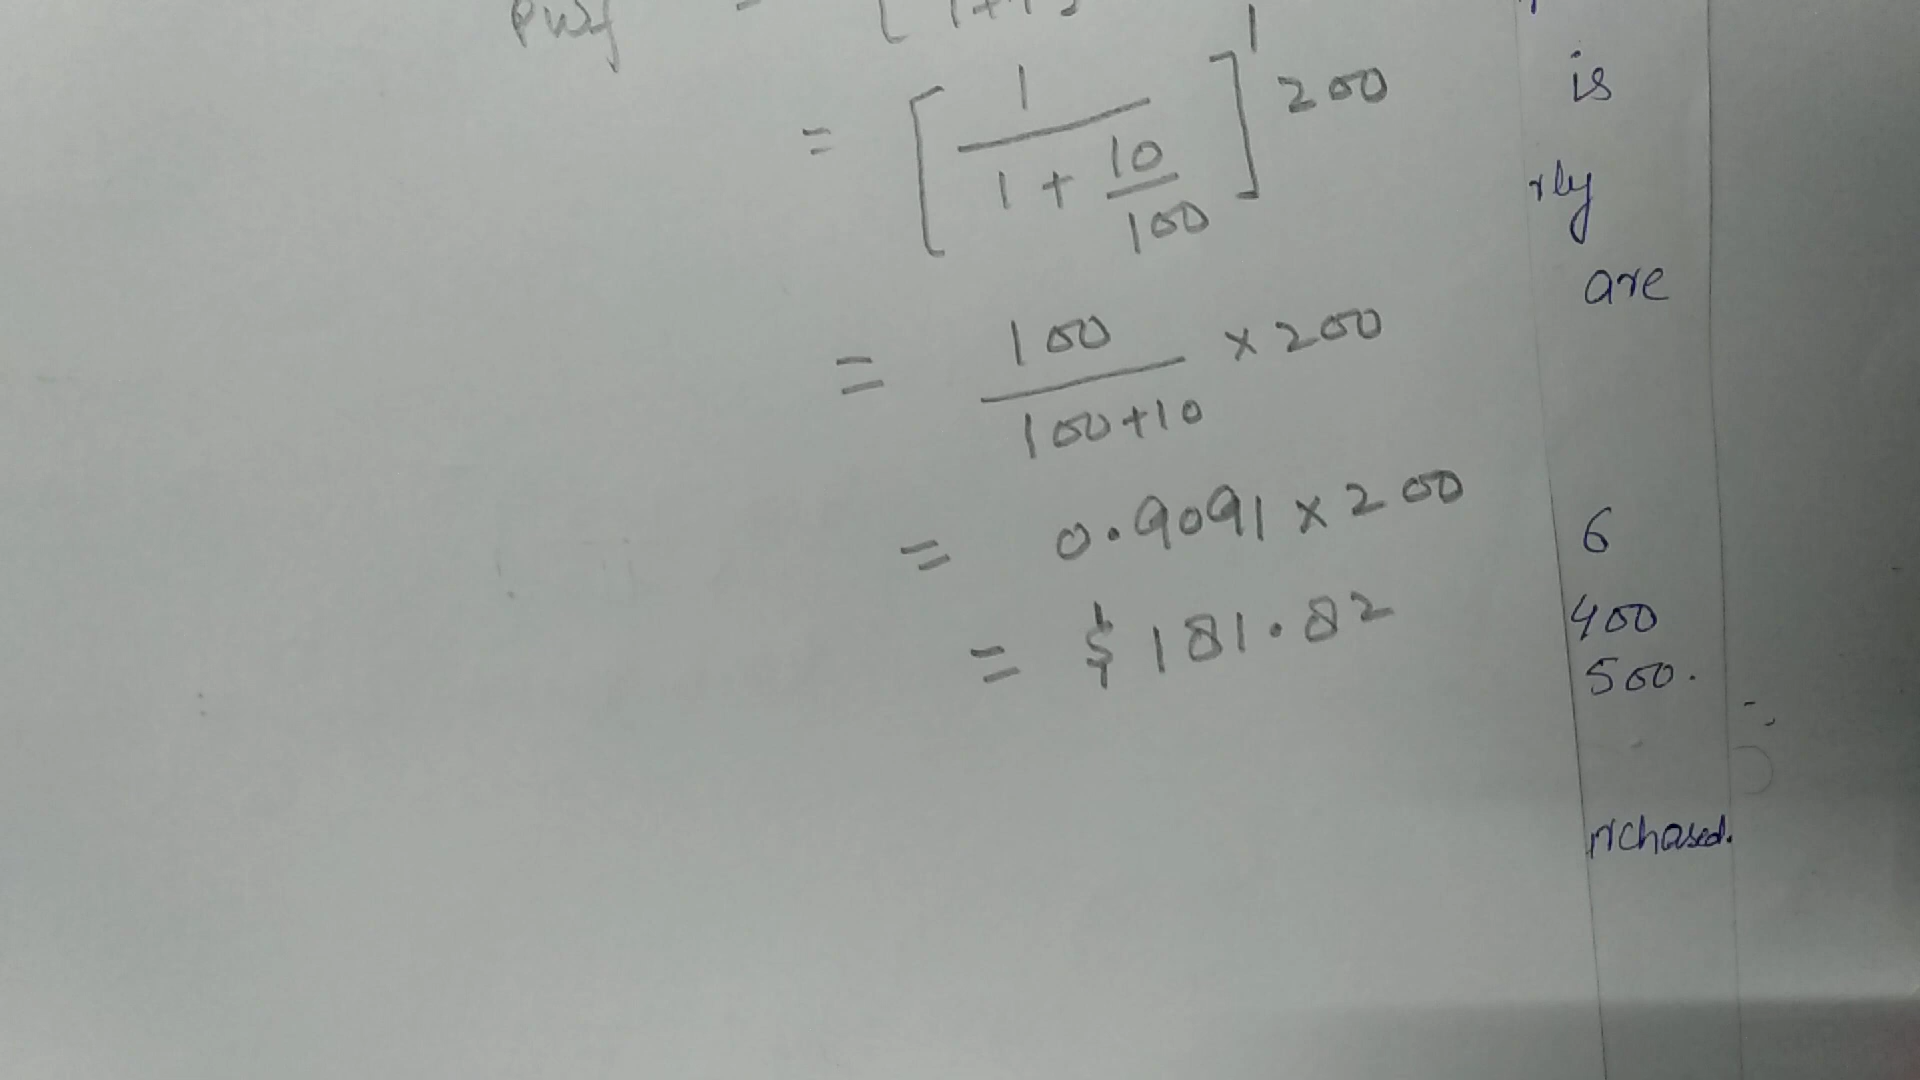 pwf =
= [ 1 / 1 + 10/100 ]^1 200
= 100 / 100+10 × 200
= 0.9091 × 200
= $ 181.82
is
rly
are
6
400
500.
rchased.